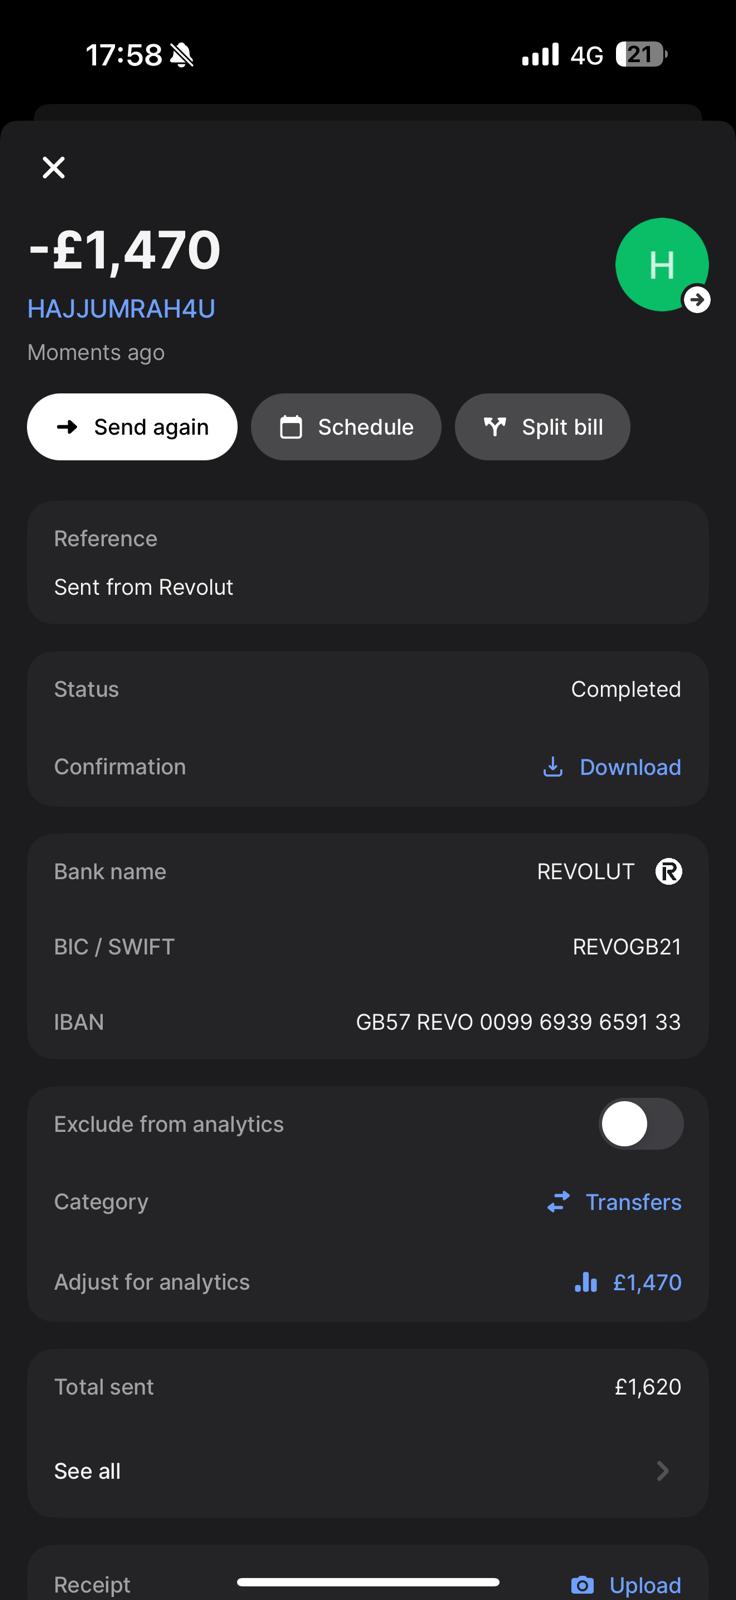 17:58 4G 21
-£1,470
H
HAJJUMRAH4U
Moments ago
Send again Schedule Split bill
Reference
Sent from Revolut
Status Completed
Confirmation Download
Bank name REVOLUT R
BIC / SWIFT REVOGB21
IBAN GB57 REVO 0099 6939 6591 33
Exclude from analytics
Category Transfers
Adjust for analytics £1,470
Total sent £1,620
See all
Receipt Upload